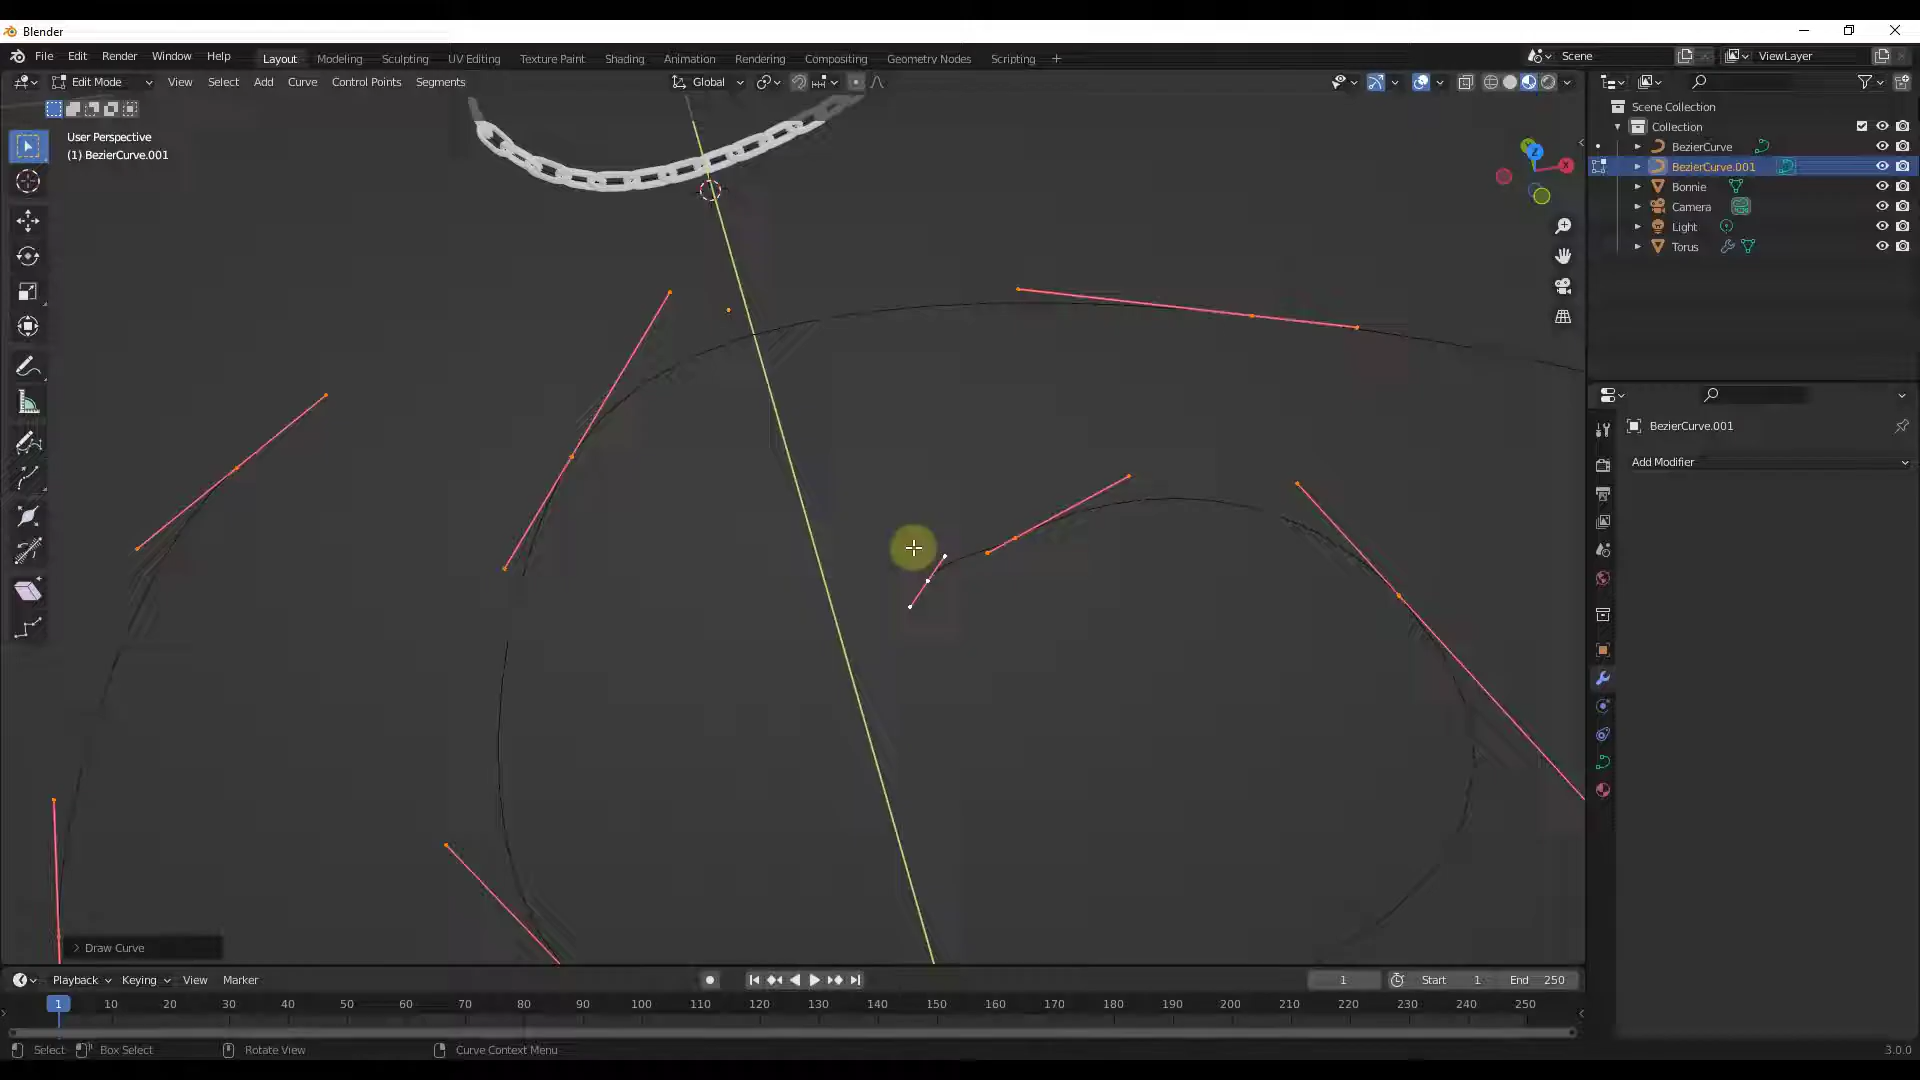 Blender
File Edit Render Window Help Layout Modeling Sculpting UV Editing Texture Paint Shading Animation Rendering Compositing Geometry Nodes Scripting + Scene ViewLayer
Edit Mode View Select Add Curve Control Points Segments Global
User Perspective
(1) BezierCurve.001
Z
X
Scene Collection
Collection
BezierCurve
BezierCurve.001
Bonnie
Camera
Light
Torus
BezierCurve.001
Add Modifier
Draw Curve
Playback Keying View Marker 1 Start 1 End 250
1 10 20 30 40 50 60 70 80 90 100 110 120 130 140 150 160 170 180 190 200 210 220 230 240 250
Select Box Select Rotate View Curve Context Menu 3.0.0